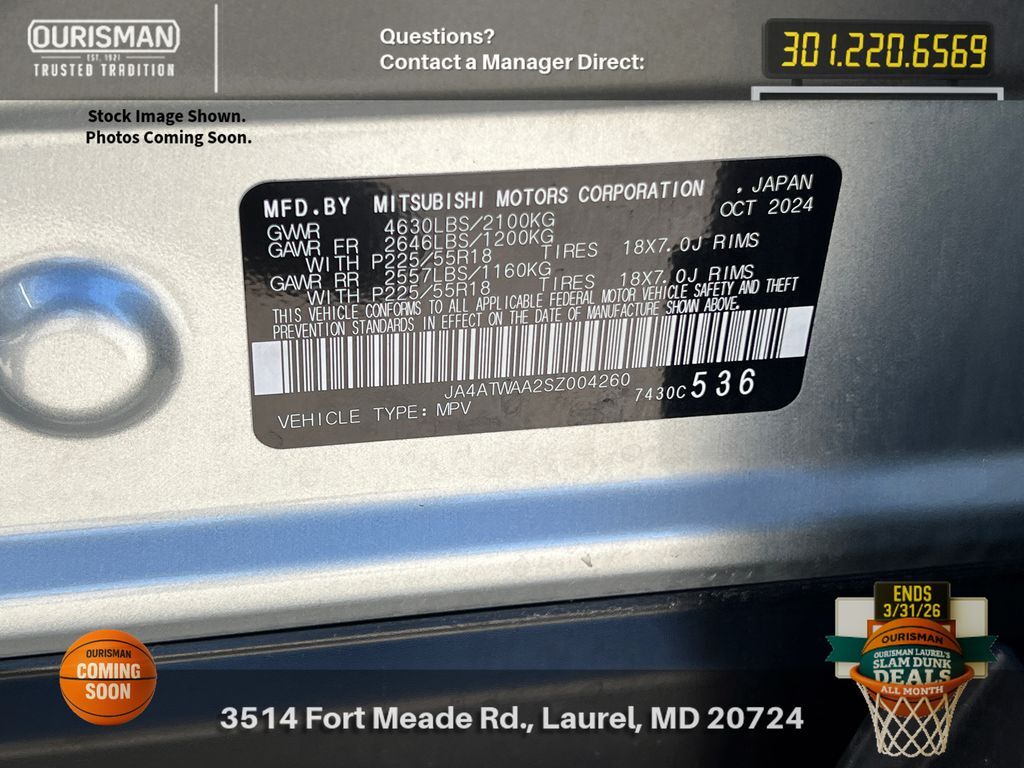 OURISMAN
EST. 1921
TRUSTED TRADITION
Questions?
Contact a Manager Direct:
301.220.6569
Stock Image Shown.
Photos Coming Soon.
MFD.BY MITSUBISHI MOTORS CORPORATION , JAPAN
OCT 2024
GVWR 4630LBS/2100KG
GAWR FR 2646LBS/1200KG
WITH P225/55R18 TIRES 18X7.0J RIMS
GAWR RR 2557LBS/1160KG
WITH P225/55R18 TIRES 18X7.0J RIMS
THIS VEHICLE CONFORMS TO ALL APPLICABLE FEDERAL MOTOR VEHICLE SAFETY AND THEFT
PREVENTION STANDARDS IN EFFECT ON THE DATE OF MANUFACTURE SHOWN ABOVE.
JA4ATWAA2SZ004260
7430C 536
VEHICLE TYPE: MPV
ENDS
3/31/26
OURISMAN
OURISMAN LAUREL'S
SLAM DUNK
DEALS
ALL MONTH
OURISMAN
COMING
SOON
3514 Fort Meade Rd., Laurel, MD 20724